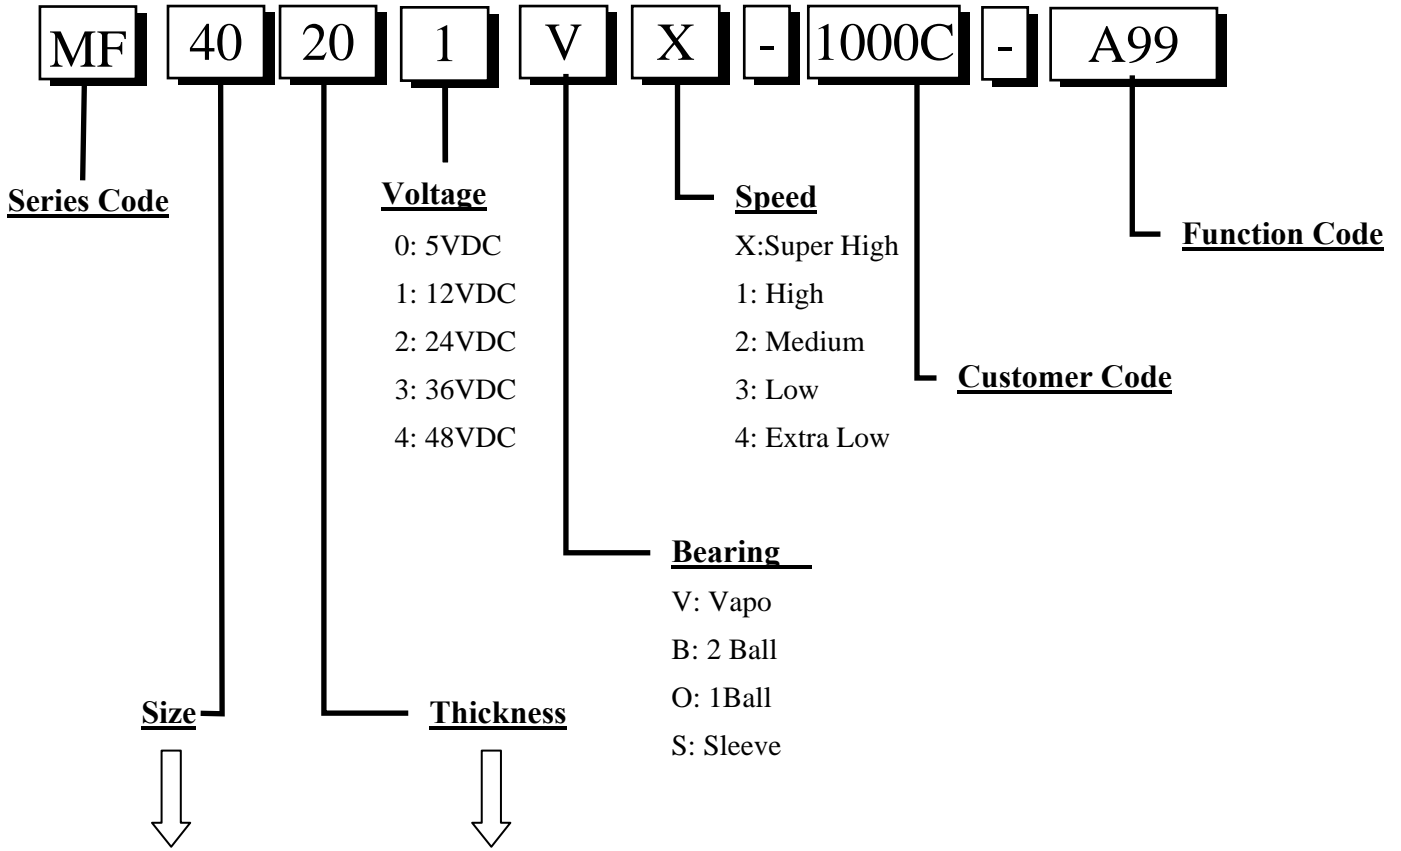 MF 40 20 1 V X - 1000C - A99
Series Code
Voltage
0: 5VDC
1: 12VDC
2: 24VDC
3: 36VDC
4: 48VDC
Speed
X:Super High
1: High
2: Medium
3: Low
4: Extra Low
Function Code
Customer Code
Bearing
V: Vapo
B: 2 Ball
O: 1Ball
S: Sleeve
Size
Thickness